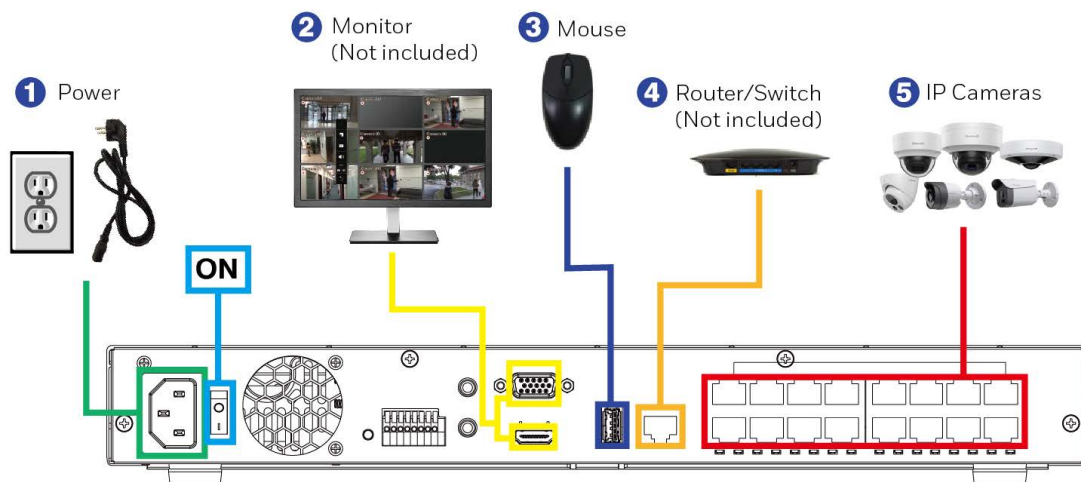 1 Power
2 Monitor
(Not included)
3 Mouse
4 Router/Switch
(Not included)
5 IP Cameras
ON